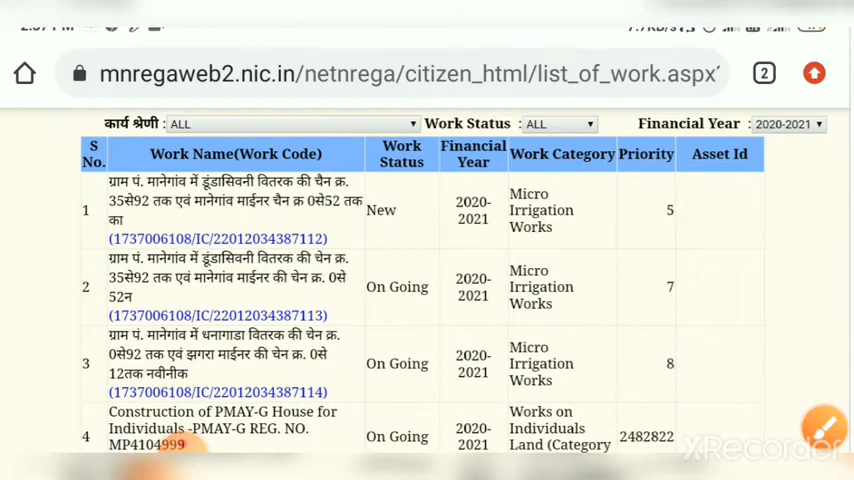 mnregaweb2.nic.in/netnrega/citizen_html/list_of_work.aspx? 2
कार्य श्रेणी : ALL Work Status : ALL Financial Year : 2020-2021
S No. Work Name(Work Code) Work Status Financial Year Work Category Priority Asset Id
1
ग्राम पं. मानेगांव में डूंडासिवनी वितरक की चैन क्र.
35से92 तक एवं मानेगांव माईनर चैन क्र 0से52 तक
का
(1737006108/IC/22012034387112)
New
2020-
2021
Micro
Irrigation
Works
5
2
ग्राम पं. मानेगांव में डूंडासिवनी वितरक की चेन क्र.
35से92 तक एवं मानेगांव माईनर की चेन क्र. 0से
52न
(1737006108/IC/22012034387113)
On Going
2020-
2021
Micro
Irrigation
Works
7
3
ग्राम पं. मानेगांव में धनागाडा वितरक की चेन क्र.
0से92 तक एवं झगरा माईनर की चेन क्र. 0से
12तक नवीनीक
(1737006108/IC/22012034387114)
On Going
2020-
2021
Micro
Irrigation
Works
8
4
Construction of PMAY-G House for
Individuals -PMAY-G REG. NO.
MP4104999
On Going
2020-
2021
Works on
Individuals
Land (Category
2482822
XRecorder